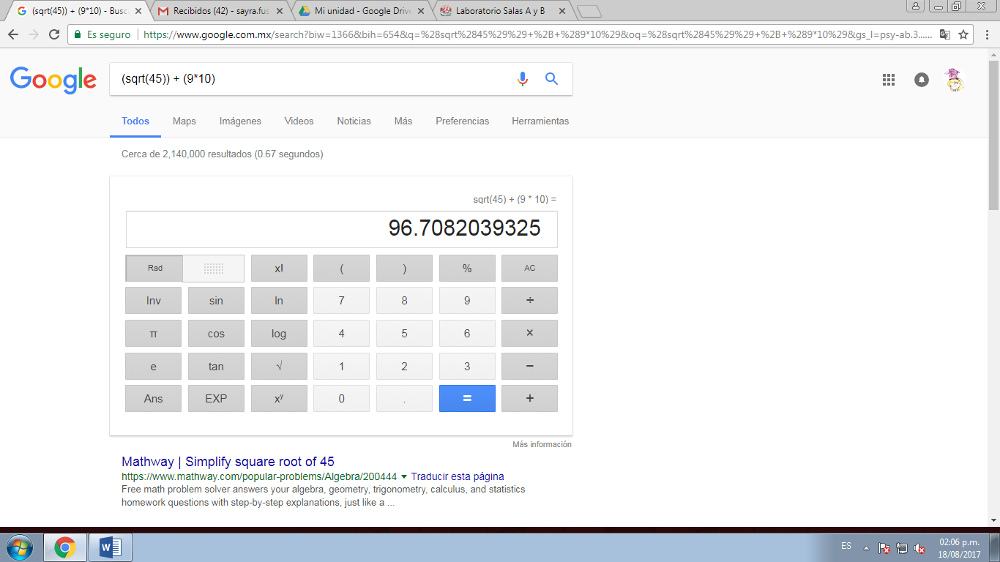 (sqrt(45)) + (9*10) - Busc
Recibidos (42) - sayra.fus
Mi unidad - Google Drive
Laboratorio Salas A y B
Es seguro
https://www.google.com.mx/search?biw=1366&bih=654&q=%28sqrt%2845%29%29+%2B+%289*10%29&oq=%28sqrt%2845%29%29+%2B+%289*10%29&gs_l=psy-ab.3......
Google
(sqrt(45)) + (9*10)
Todos Maps Imágenes Videos Noticias Más Preferencias Herramientas
Cerca de 2,140,000 resultados (0.67 segundos)
sqrt(45) + (9 * 10) =
96.7082039325
Rad x! ( ) % AC
Inv sin ln 7 8 9 ÷
π cos log 4 5 6 ×
e tan √ 1 2 3 −
Ans EXP xʸ 0 . = +
Más información
Mathway | Simplify square root of 45
https://www.mathway.com/popular-problems/Algebra/200444 Traducir esta página
Free math problem solver answers your algebra, geometry, trigonometry, calculus, and statistics
homework questions with step-by-step explanations, just like a ...
ES
02:06 p.m.
18/08/2017